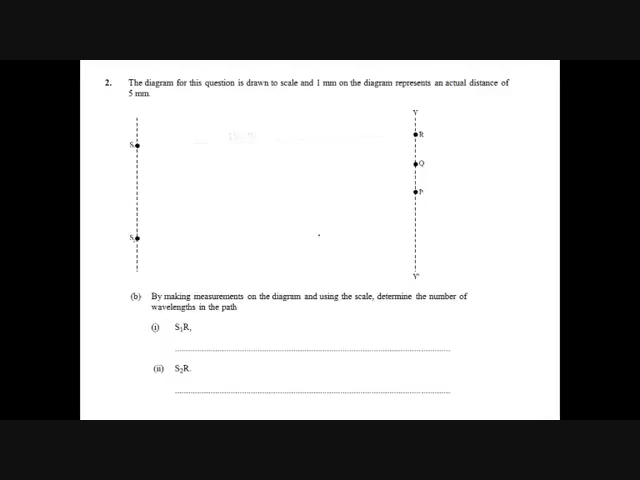 2. The diagram for this question is drawn to scale and 1 mm on the diagram represents an actual distance of
5 mm.
Y
R
S
Q
P
S
Y'
(b) By making measurements on the diagram and using the scale, determine the number of
wavelengths in the path
(i) S₁R,
(ii) S₂R.